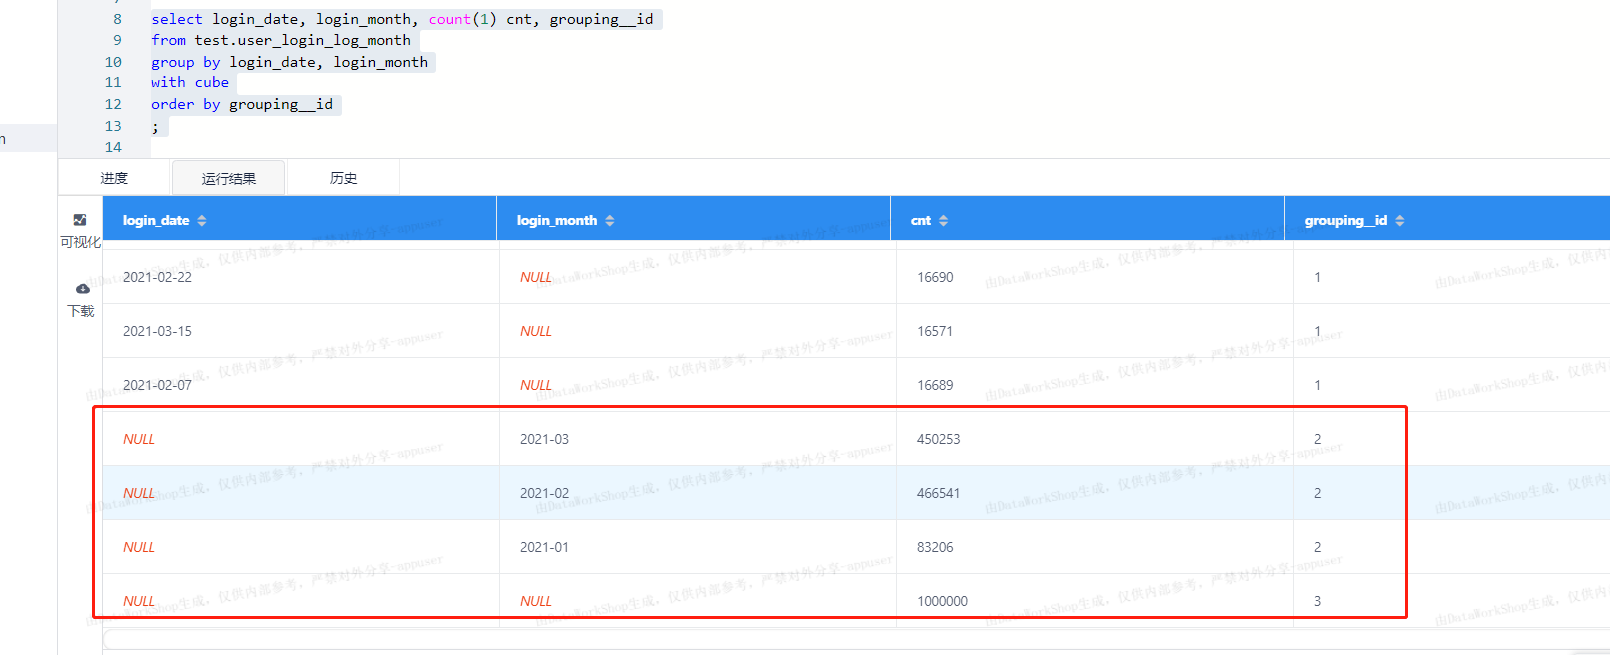 8 select login_date, login_month, count(1) cnt, grouping__id
9 from test.user_login_log_month
10 group by login_date, login_month
11 with cube
12 order by grouping__id
13 ;
14
n
进度 运行结果 历史
可视化
下载
login_date login_month cnt grouping__id
2021-02-22 NULL 16690 1
2021-03-15 NULL 16571 1
2021-02-07 NULL 16689 1
NULL 2021-03 450253 2
NULL 2021-02 466541 2
NULL 2021-01 83206 2
NULL NULL 1000000 3
由DataWorkShop生成，仅供内部参考，严禁对外分享-appuser